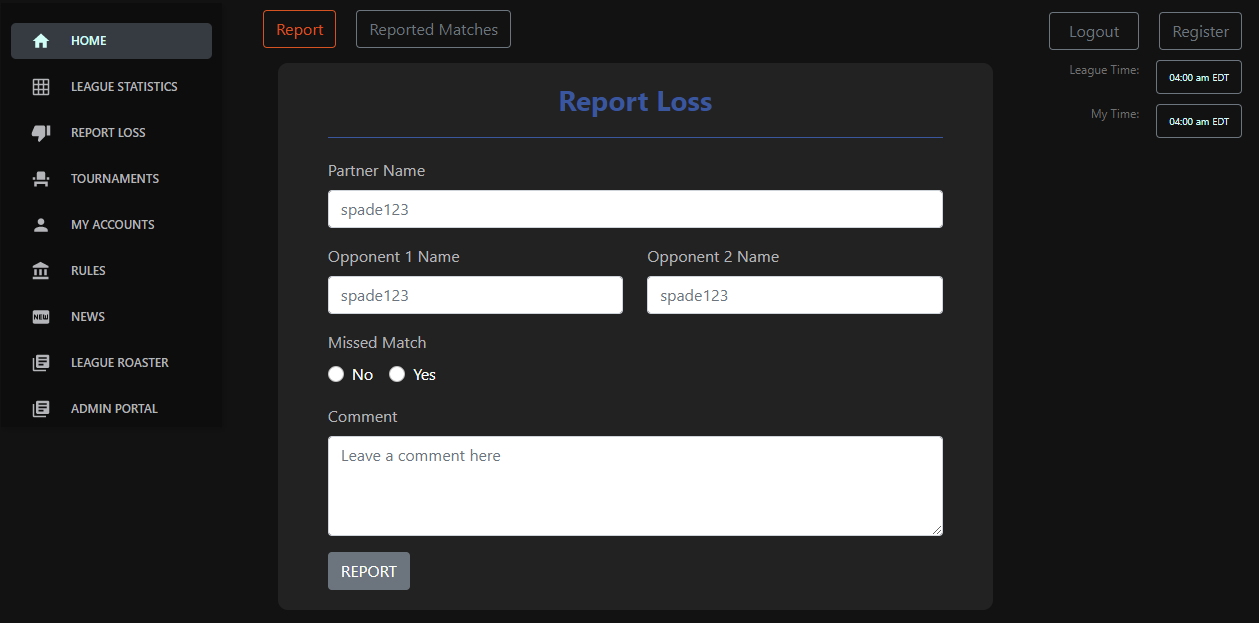 HOME
LEAGUE STATISTICS
REPORT LOSS
TOURNAMENTS
MY ACCOUNTS
RULES
NEW NEWS
LEAGUE ROASTER
ADMIN PORTAL
Report Reported Matches
Logout Register
League Time: 04:00 am EDT
My Time: 04:00 am EDT
Report Loss
Partner Name
spade123
Opponent 1 Name Opponent 2 Name
spade123 spade123
Missed Match
No Yes
Comment
Leave a comment here
REPORT